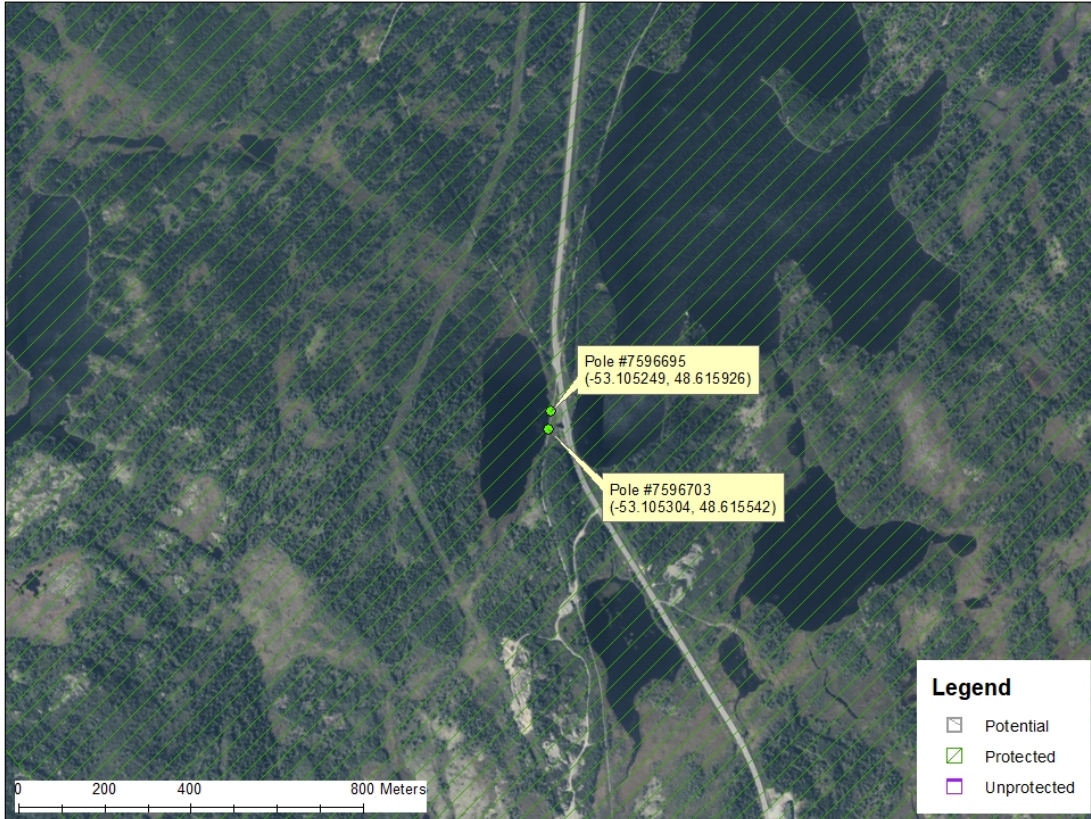 Pole #7596695
(-53.105249, 48.615926)
Pole #7596703
(-53.105304, 48.615542)
Legend
Potential
Protected
Unprotected
0 200 400 800 Meters